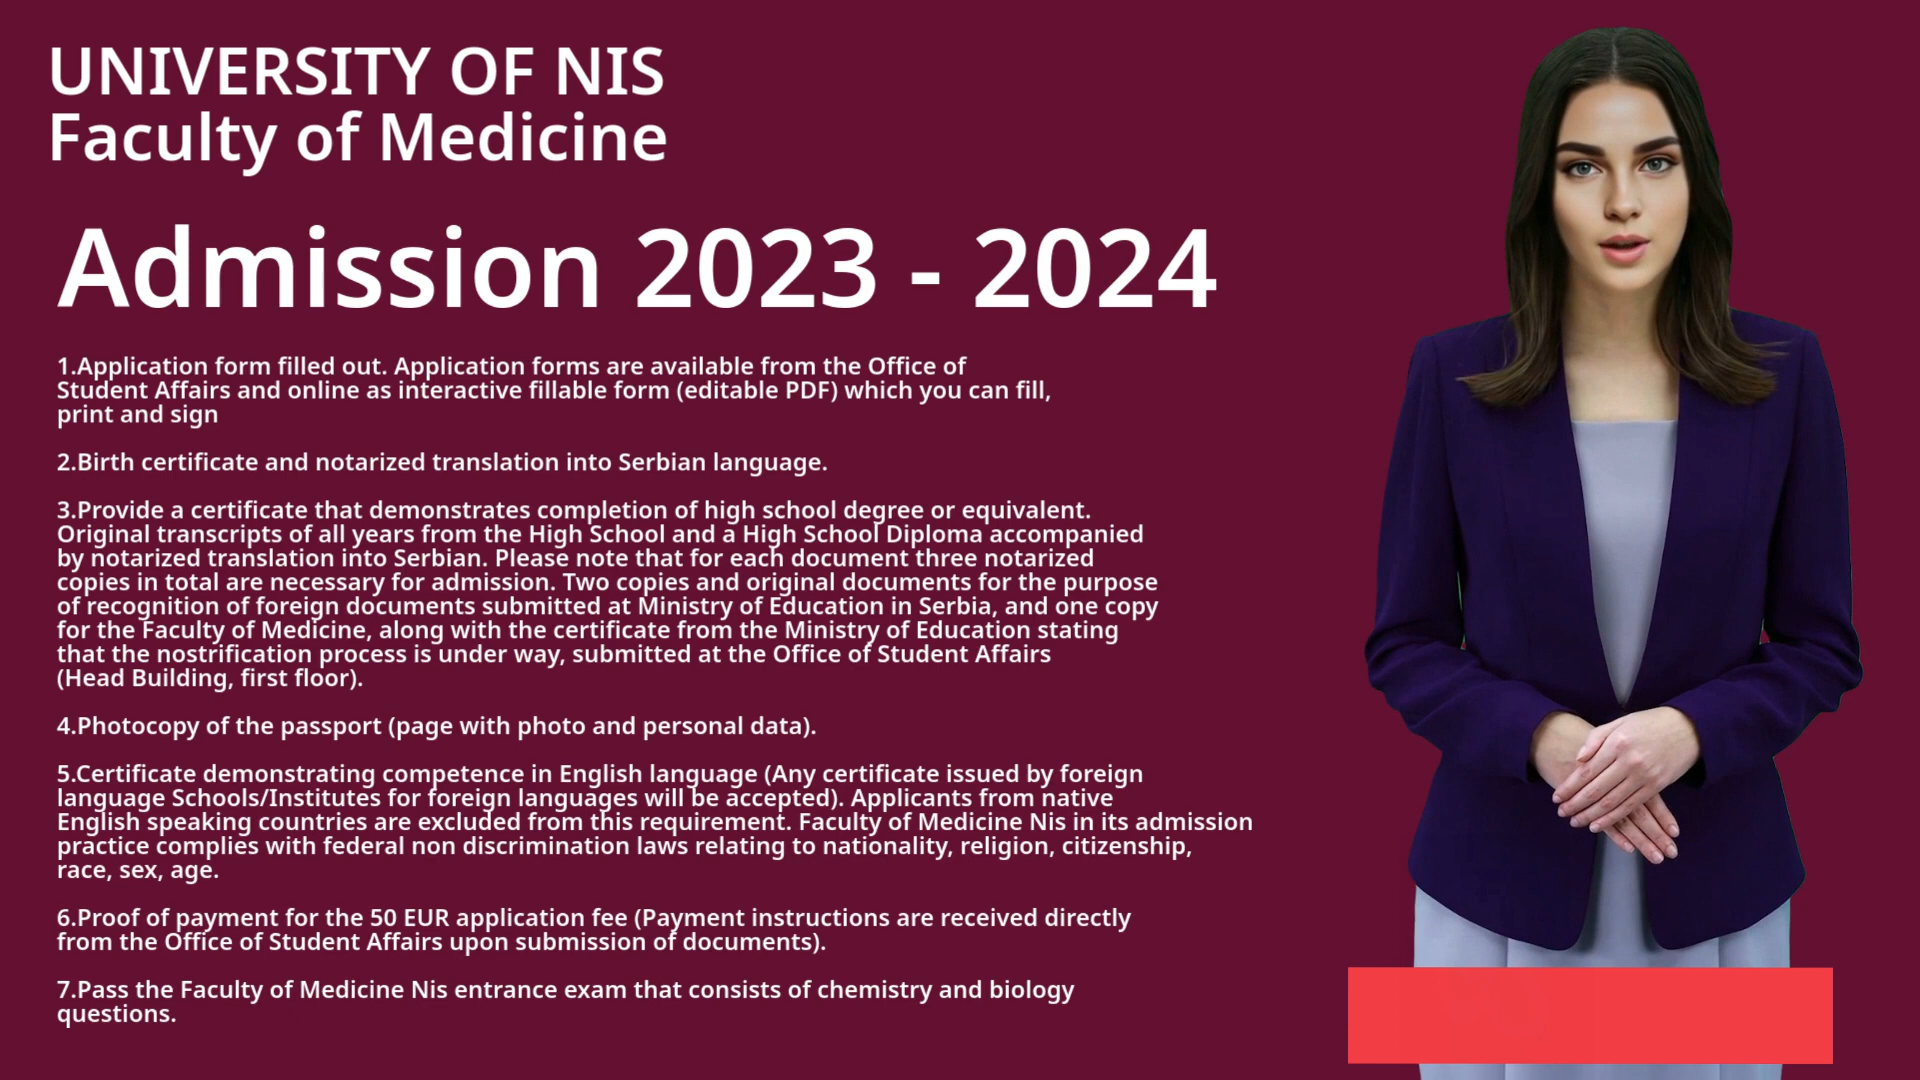 UNIVERSITY OF NIS
Faculty of Medicine
Admission 2023 - 2024
1.Application form filled out. Application forms are available from the Office of
Student Affairs and online as interactive fillable form (editable PDF) which you can fill,
print and sign
2.Birth certificate and notarized translation into Serbian language.
3.Provide a certificate that demonstrates completion of high school degree or equivalent.
Original transcripts of all years from the High School and a High School Diploma accompanied
by notarized translation into Serbian. Please note that for each document three notarized
copies in total are necessary for admission. Two copies and original documents for the purpose
of recognition of foreign documents submitted at Ministry of Education in Serbia, and one copy
for the Faculty of Medicine, along with the certificate from the Ministry of Education stating
that the nostrification process is under way, submitted at the Office of Student Affairs
(Head Building, first floor).
4.Photocopy of the passport (page with photo and personal data).
5.Certificate demonstrating competence in English language (Any certificate issued by foreign
language Schools/Institutes for foreign languages will be accepted). Applicants from native
English speaking countries are excluded from this requirement. Faculty of Medicine Nis in its admission
practice complies with federal non discrimination laws relating to nationality, religion, citizenship,
race, sex, age.
6.Proof of payment for the 50 EUR application fee (Payment instructions are received directly
from the Office of Student Affairs upon submission of documents).
7.Pass the Faculty of Medicine Nis entrance exam that consists of chemistry and biology
questions.